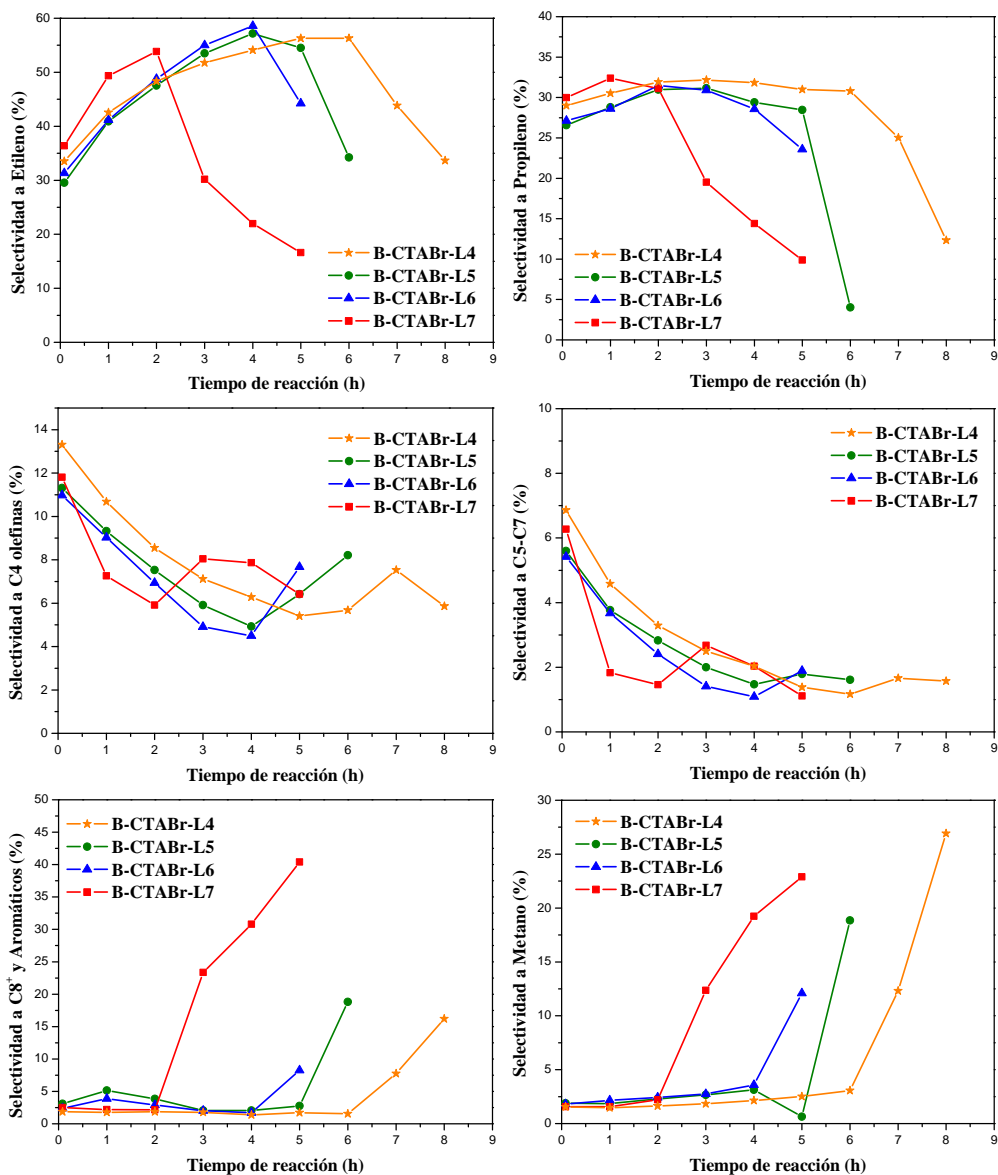 Selectividad a Etileno (%)
60
50
40
30
20
10
0
B-CTABr-L4
B-CTABr-L5
B-CTABr-L6
B-CTABr-L7
0 1 2 3 4 5 6 7 8 9
Tiempo de reacción (h)
Selectividad a Propileno (%)
40
35
30
25
20
15
10
5
0
B-CTABr-L4
B-CTABr-L5
B-CTABr-L6
B-CTABr-L7
0 1 2 3 4 5 6 7 8 9
Tiempo de reacción (h)
Selectividad a C4 olefinas (%)
14
12
10
8
6
4
2
0
B-CTABr-L4
B-CTABr-L5
B-CTABr-L6
B-CTABr-L7
0 1 2 3 4 5 6 7 8 9
Tiempo de reacción (h)
Selectividad a C5-C7 (%)
10
8
6
4
2
0
B-CTABr-L4
B-CTABr-L5
B-CTABr-L6
B-CTABr-L7
0 1 2 3 4 5 6 7 8 9
Tiempo de reacción (h)
Selectividad a C8⁺ y Aromáticos (%)
50
45
40
35
30
25
20
15
10
5
0
B-CTABr-L4
B-CTABr-L5
B-CTABr-L6
B-CTABr-L7
0 1 2 3 4 5 6 7 8 9
Tiempo de reacción (h)
Selectividad a Metano (%)
30
25
20
15
10
5
0
B-CTABr-L4
B-CTABr-L5
B-CTABr-L6
B-CTABr-L7
0 1 2 3 4 5 6 7 8 9
Tiempo de reacción (h)